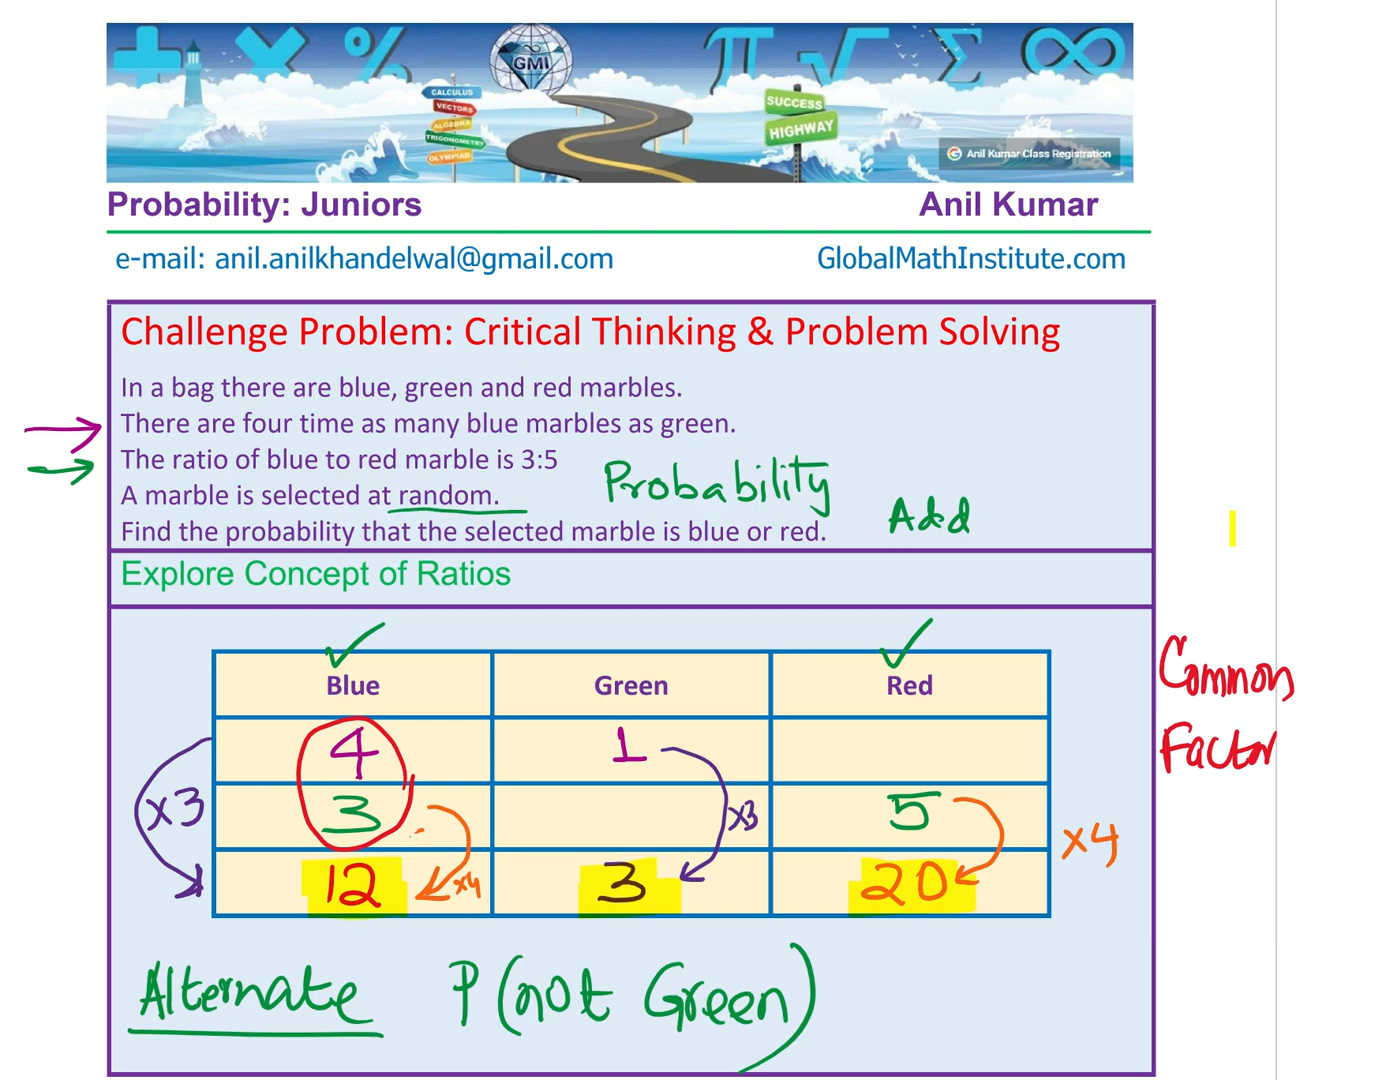 GMI
CALCULUS
VECTORS
ALGEBRA
TRIGONOMETRY
OLYMPIAD
SUCCESS
HIGHWAY
Anil Kumar Class Registration
Probability: Juniors Anil Kumar
e-mail: anil.anilkhandelwal@gmail.com GlobalMathInstitute.com
Challenge Problem: Critical Thinking & Problem Solving
In a bag there are blue, green and red marbles.
There are four time as many blue marbles as green.
The ratio of blue to red marble is 3:5
A marble is selected at random. Probability
Find the probability that the selected marble is blue or red. Add
Explore Concept of Ratios
Blue Green Red
4 1
3 5
12 3 20
x3 x3 x4 x4
Common
Factor
Alternate P (not Green)